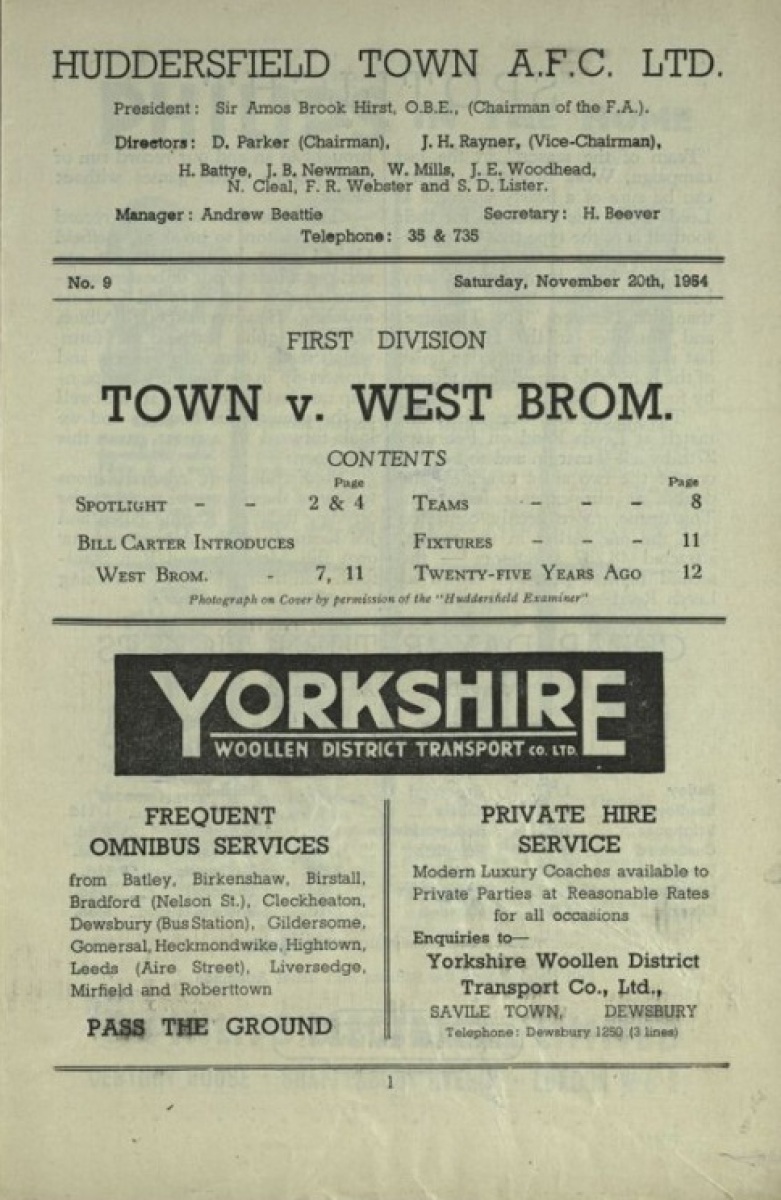 HUDDERSFIELD TOWN A.F.C. LTD.
President: Sir Amos Brook Hirst, O.B.E., (Chairman of the F.A.).
Directors: D. Parker (Chairman), J. H. Rayner, (Vice-Chairman),
H. Battye, J. B. Newman, W. Mills, J. E. Woodhead,
N. Cleal, F. R. Webster and S. D. Lister.
Manager: Andrew Beattie Secretary: H. Beever
Telephone: 35 & 735
No. 9 Saturday, November 20th, 1954
FIRST DIVISION
TOWN v. WEST BROM.
CONTENTS
Page Page
SPOTLIGHT - - 2 & 4 TEAMS - - - 8
BILL CARTER INTRODUCES FIXTURES - - - 11
WEST BROM. - 7, 11 TWENTY-FIVE YEARS AGO 12
Photograph on Cover by permission of the "Huddersfield Examiner"
YORKSHIRE
WOOLLEN DISTRICT TRANSPORT CO. LTD.
FREQUENT
OMNIBUS SERVICES
from Batley, Birkenshaw, Birstall,
Bradford (Nelson St.), Cleckheaton,
Dewsbury (Bus Station), Gildersome,
Gomersal, Heckmondwike, Hightown,
Leeds (Aire Street), Liversedge,
Mirfield and Roberttown
PASS THE GROUND
PRIVATE HIRE
SERVICE
Modern Luxury Coaches available to
Private Parties at Reasonable Rates
for all occasions
Enquiries to—
Yorkshire Woollen District
Transport Co., Ltd.,
SAVILE TOWN, DEWSBURY
Telephone: Dewsbury 1250 (3 lines)
1